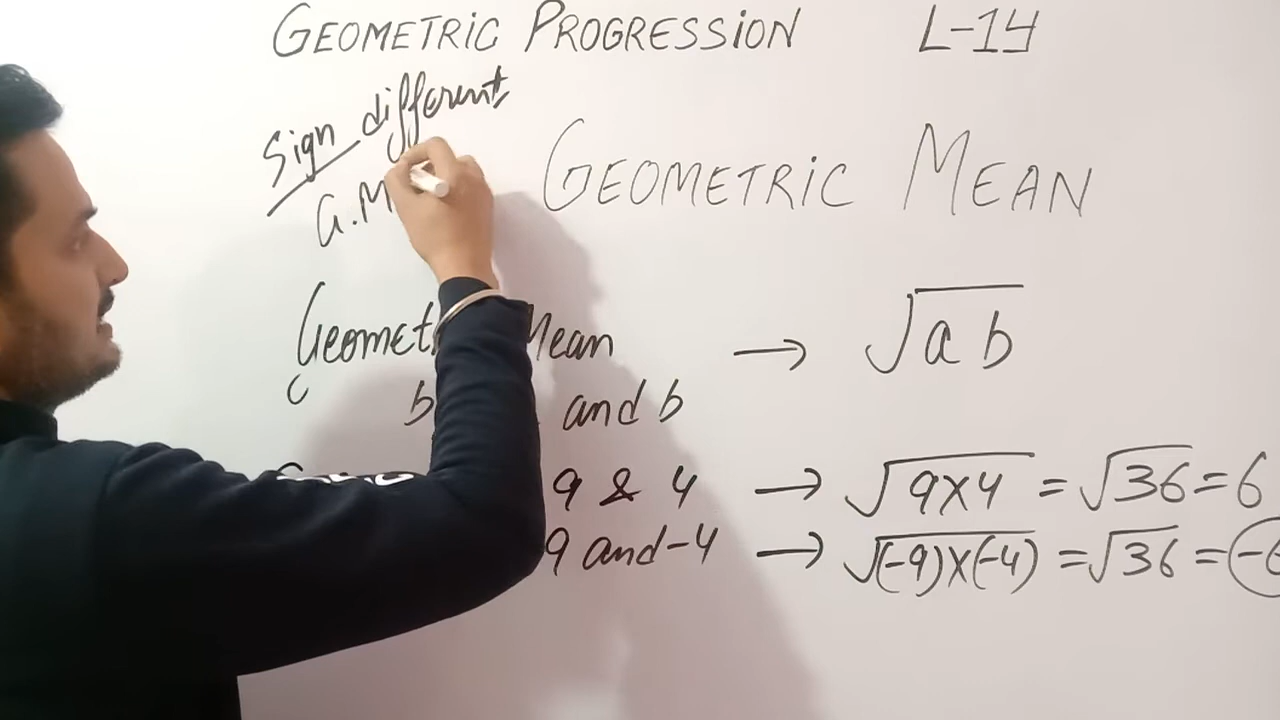 GEOMETRIC PROGRESSION L-14
Sign different
G.M
GEOMETRIC MEAN
Mean → √ab
and b
9 & 4 → √9×4 = √36 = 6
9 and -4 → √(-9)×(-4) = √36 = -6